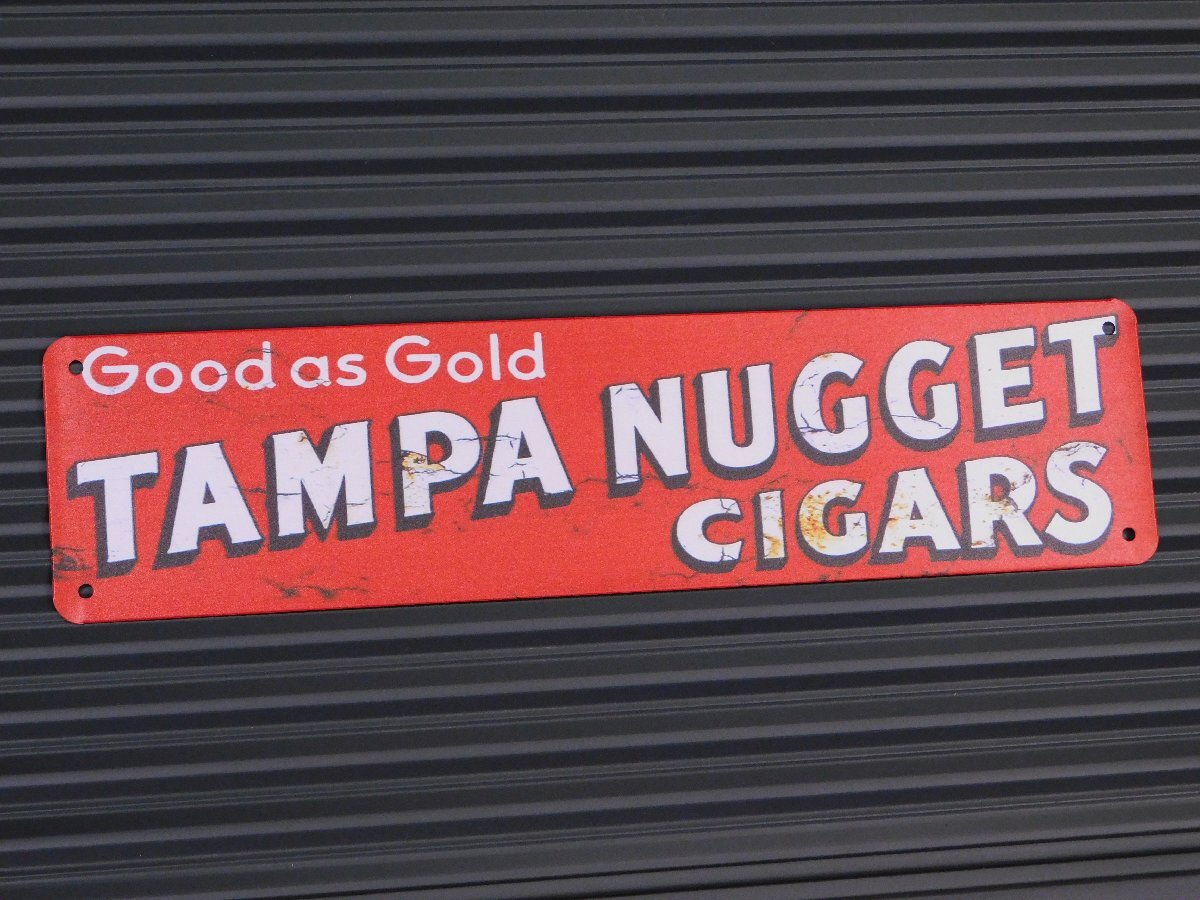 Good as Gold
TAMPA NUGGET
CIGARS